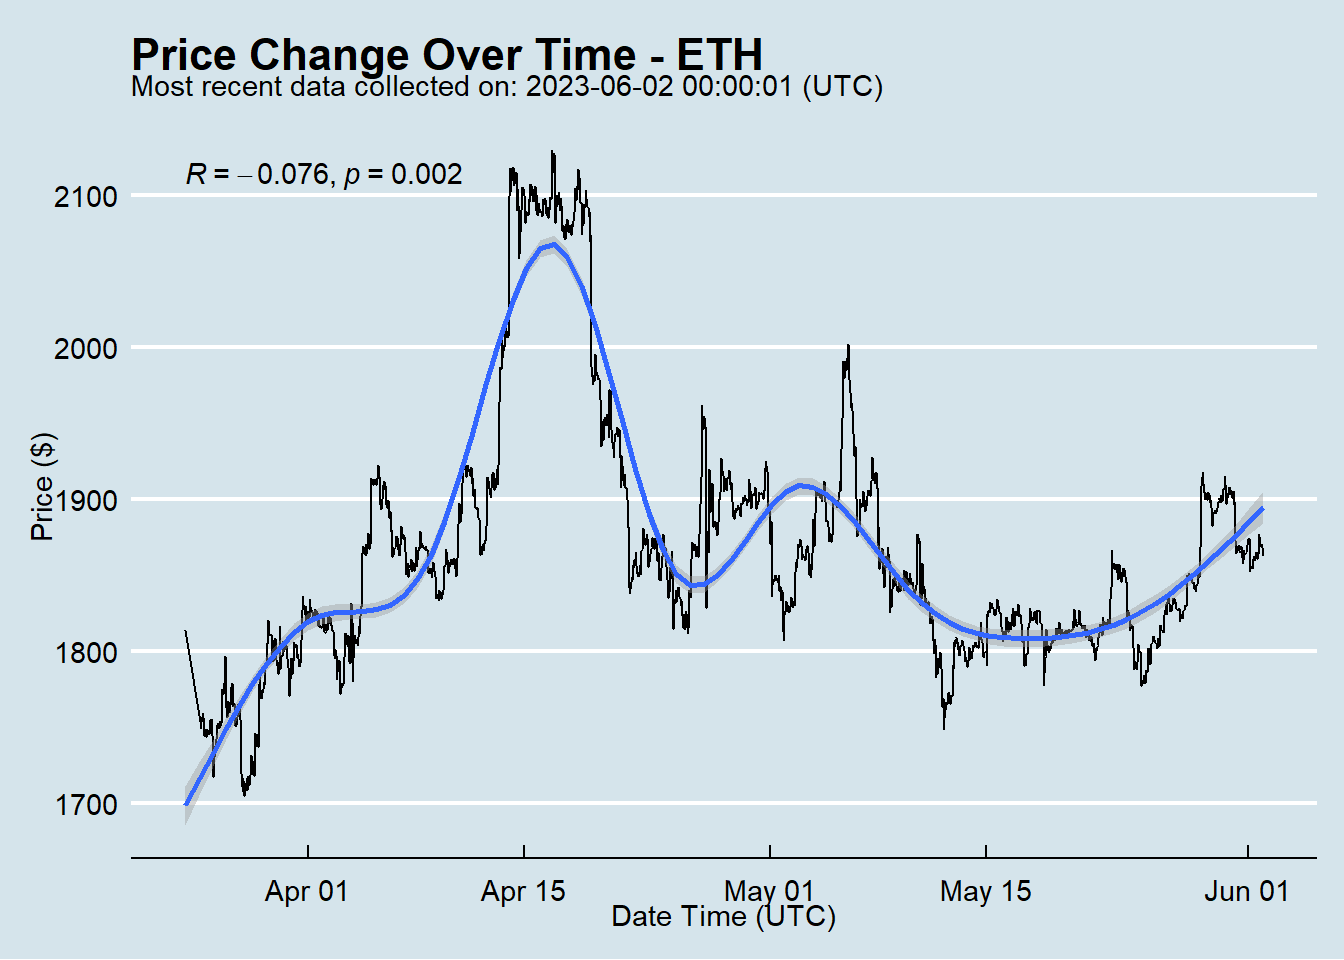 Price Change Over Time - ETH
Most recent data collected on: 2023-06-02 00:00:01 (UTC)
R = −0.076, p = 0.002
2100
2000
1900
1800
1700
Price ($)
Apr 01 Apr 15 May 01 May 15 Jun 01
Date Time (UTC)